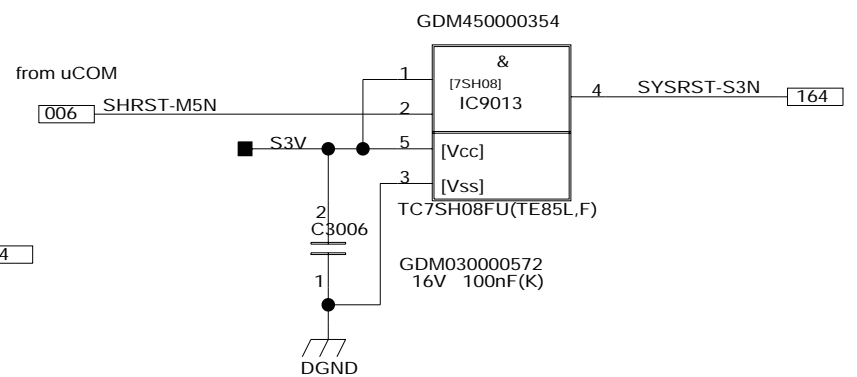 GDM450000354
&
from uCOM
1
[7SH08]
4
SYSRST-S3N
164
IC9013
006
SHRST-M5N
2
S3V
5
[Vcc]
3
[Vss]
TC7SH08FU(TE85L,F)
2
C3006
4
GDM030000572
1
16V 100nF(K)
DGND